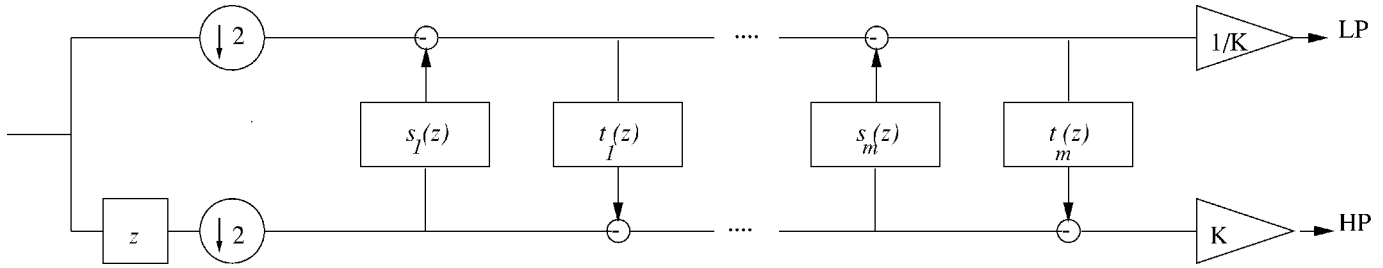 2
- .... -
1/K
LP
s1(z)
t1(z)
sm(z)
tm(z)
z
2
- .... -
K
HP